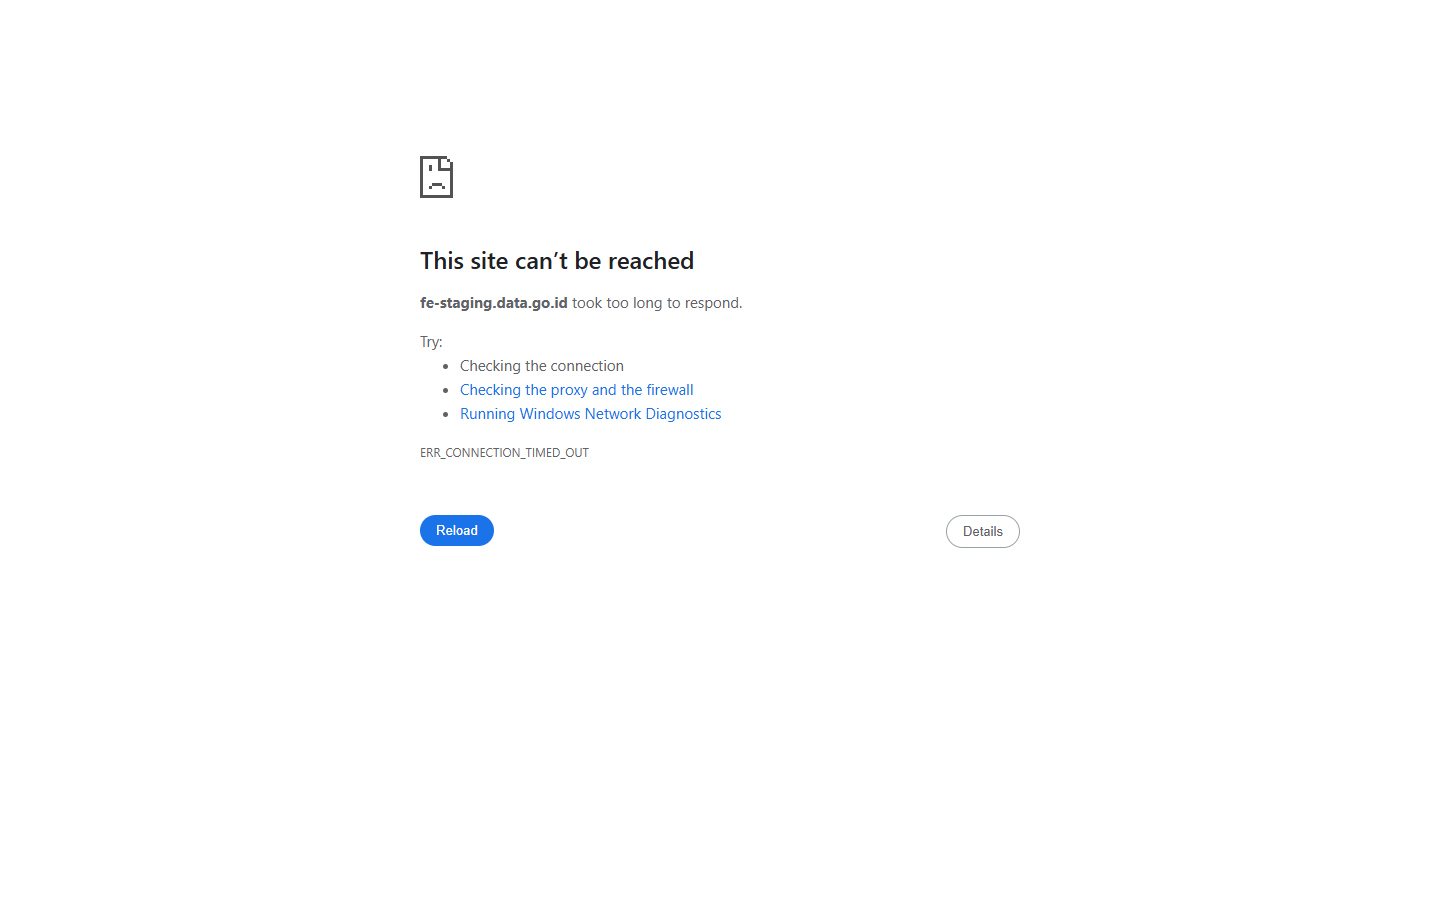 This site can’t be reached
fe-staging.data.go.id took too long to respond.
Try:
Checking the connection
Checking the proxy and the firewall
Running Windows Network Diagnostics
ERR_CONNECTION_TIMED_OUT
Reload
Details